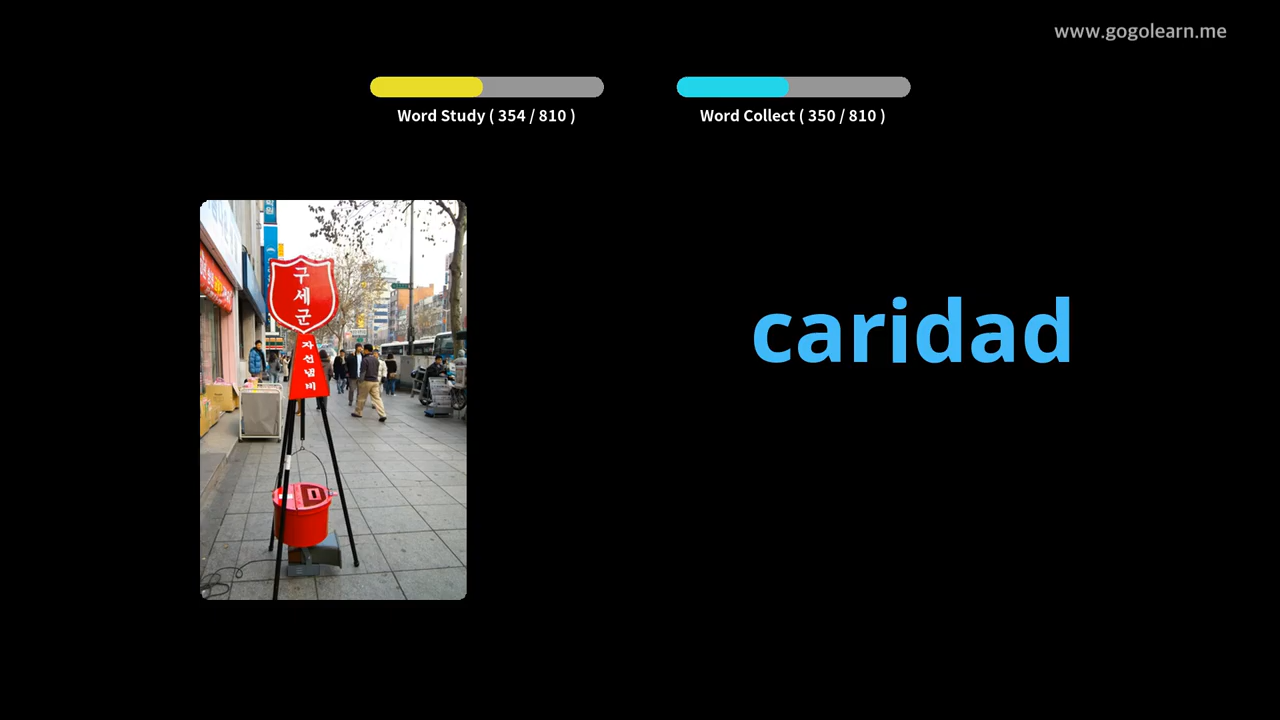 www.gogolearn.me
Word Study ( 354 / 810 )
Word Collect ( 350 / 810 )
구
세
군
자
선
냄
비
caridad